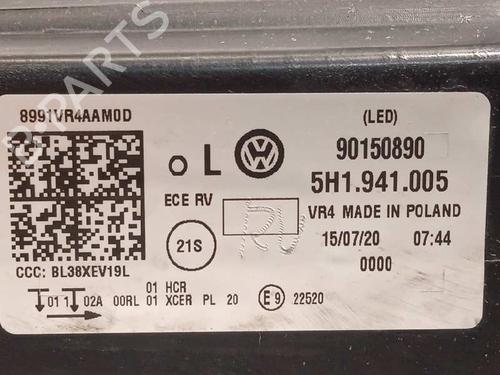 B-PARTS
8991VR4AAM0D
CCC: BL38XEV19L
L
ECE RV
21S
(LED)
90150890
5H1.941.005
VR4 MADE IN POLAND
15/07/20 07:44
0000
01 HCR
01 1 02A 00RL 01 XCER PL 20 E9 22520